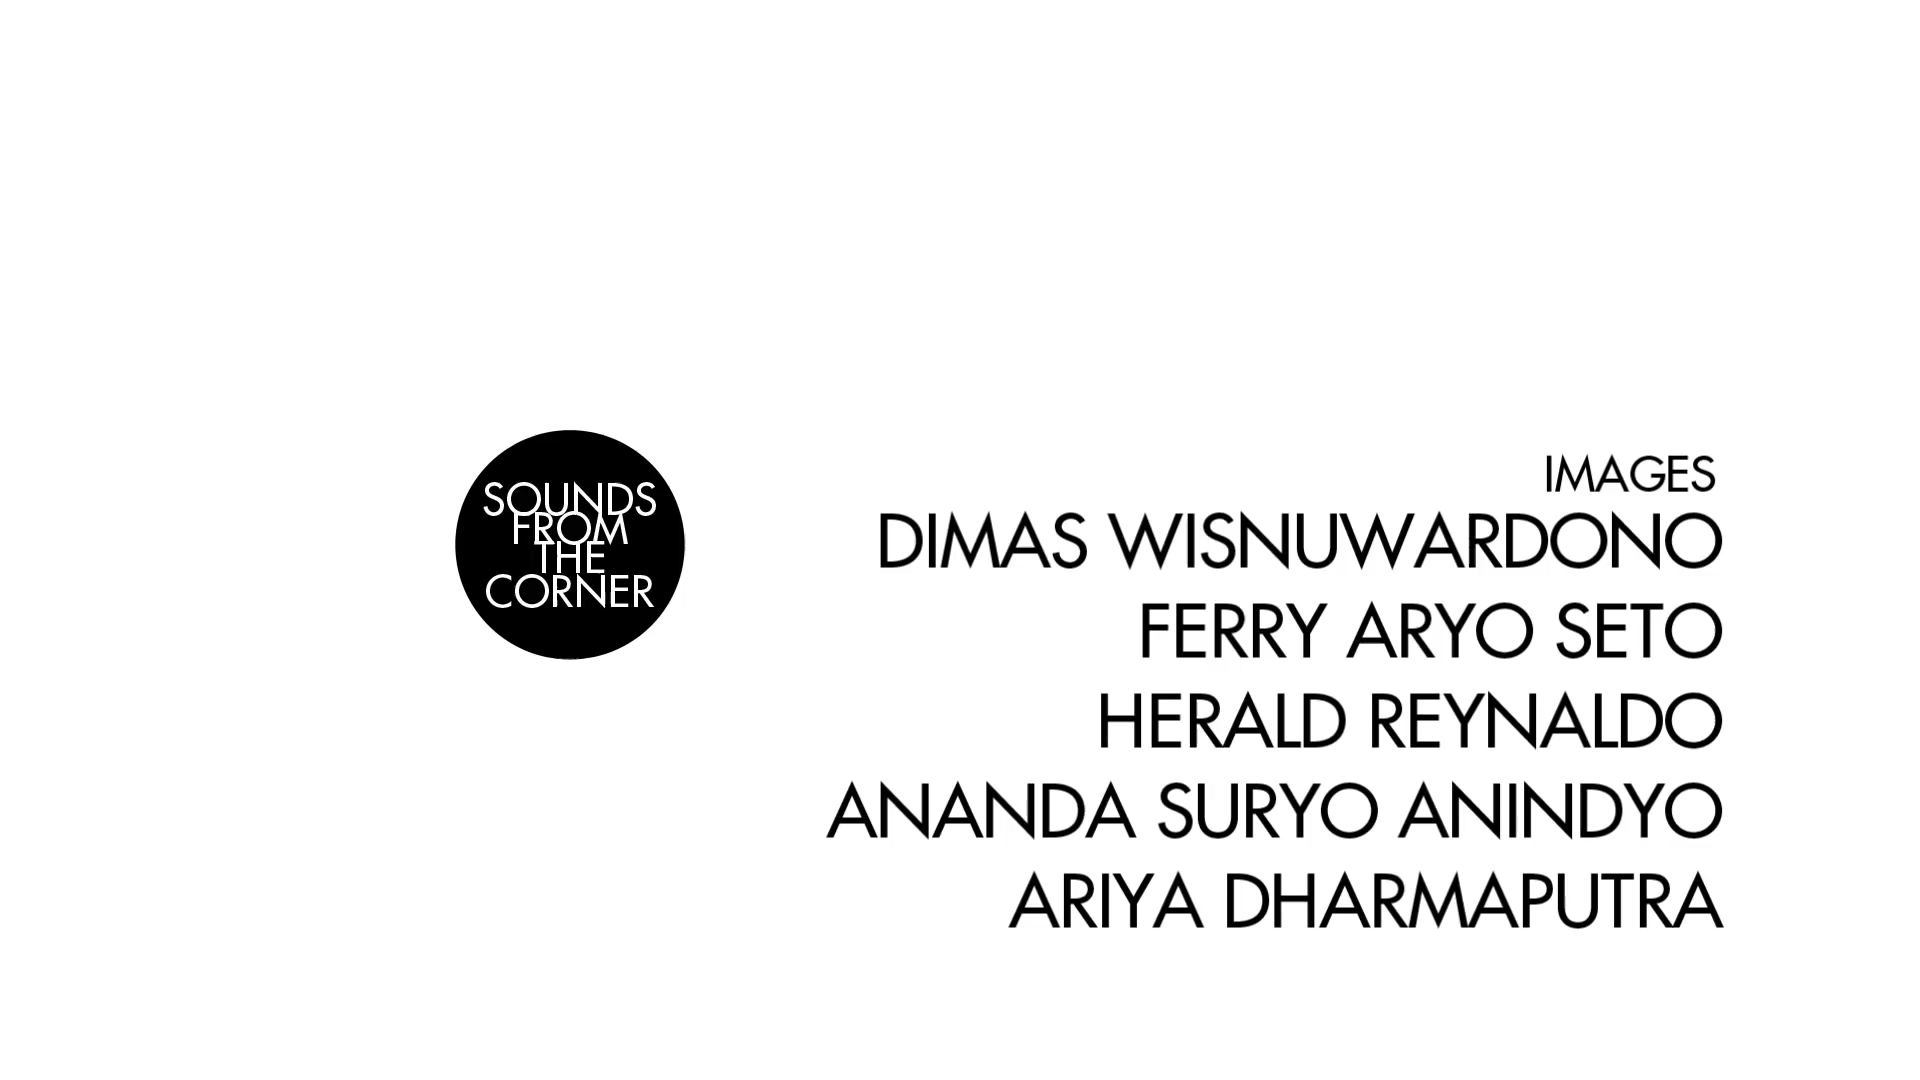 SOUNDS
FROM
THE
CORNER
IMAGES
DIMAS WISNUWARDONO
FERRY ARYO SETO
HERALD REYNALDO
ANANDA SURYO ANINDYO
ARIYA DHARMAPUTRA